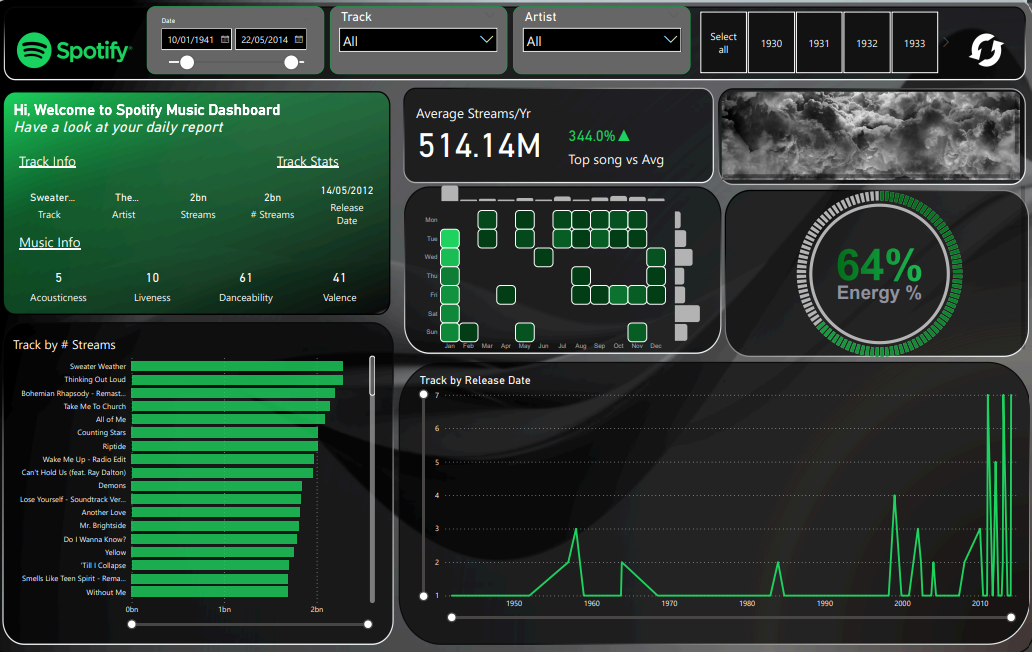 Spotify
Date
10/01/1941
22/05/2014
Track
All
Artist
All
Select all
1930
1931
1932
1933
Hi, Welcome to Spotify Music Dashboard
Have a look at your daily report
Track Info
Track Stats
Sweater...
Track
The...
Artist
2bn
Streams
2bn
# Streams
14/05/2012
Release
Date
Music Info
5
Acousticness
10
Liveness
61
Danceability
41
Valence
Average Streams/Yr
514.14M
344.0%
Top song vs Avg
Mon
Tue
Wed
Thu
Fri
Sat
Sun
Jan Feb Mar Apr May Jun Jul Aug Sep Oct Nov Dec
64%
Energy %
Track by # Streams
Sweater Weather
Thinking Out Loud
Bohemian Rhapsody - Remast...
Take Me To Church
All of Me
Counting Stars
Riptide
Wake Me Up - Radio Edit
Can't Hold Us (feat. Ray Dalton)
Demons
Lose Yourself - Soundtrack Ver...
Another Love
Mr. Brightside
Do I Wanna Know?
Yellow
'Till I Collapse
Smells Like Teen Spirit - Rema...
Without Me
0bn 1bn 2bn
Track by Release Date
7
6
5
4
3
2
1
1950 1960 1970 1980 1990 2000 2010